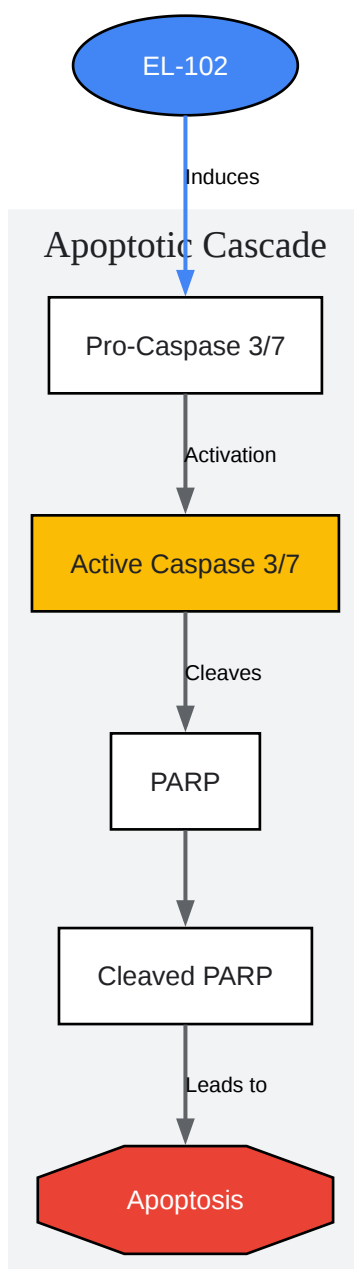 EL-102
Induces
Apoptotic Cascade
Pro-Caspase 3/7
Activation
Active Caspase 3/7
Cleaves
PARP
Cleaved PARP
Leads to
Apoptosis